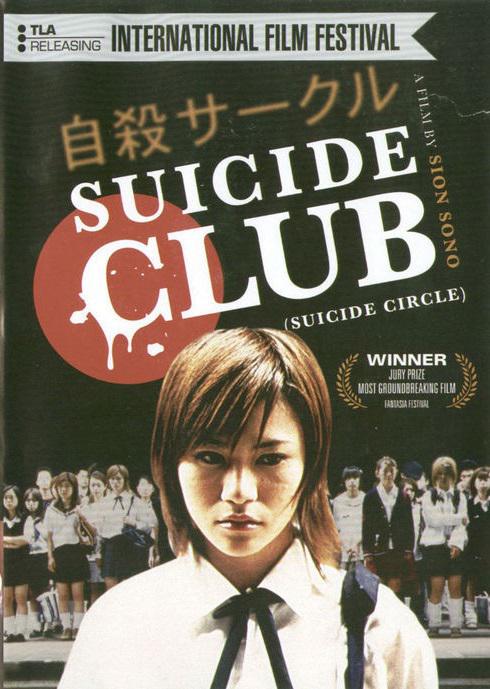 TLA
RELEASING
INTERNATIONAL FILM FESTIVAL
自殺サークル
A FILM BY SION SONO
SUICIDE
CLUB
(SUICIDE CIRCLE)
WINNER
JURY PRIZE
MOST GROUNDBREAKING FILM
FANTASIA FESTIVAL